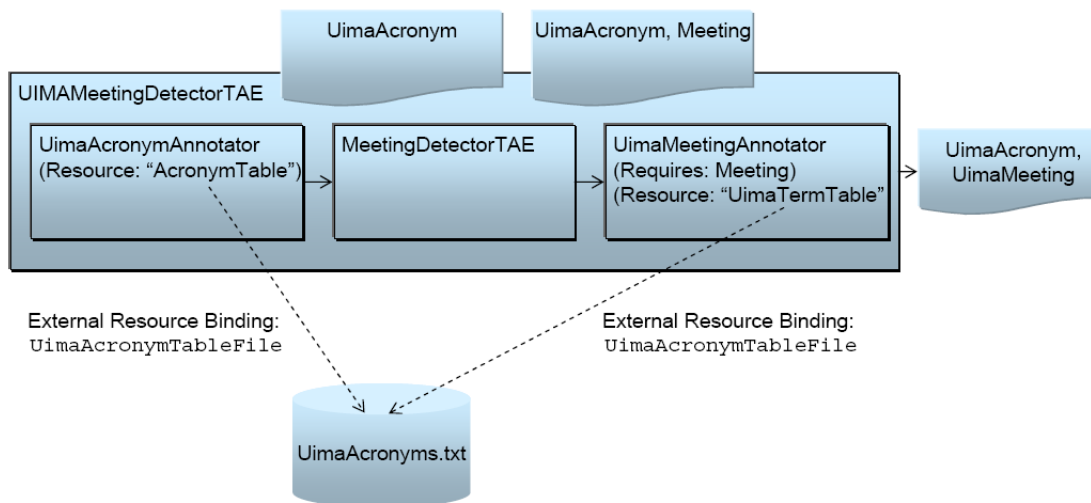 UimaAcronym
UimaAcronym, Meeting
UIMAMeetingDetectorTAE
UimaAcronymAnnotator
(Resource: “AcronymTable”)
MeetingDetectorTAE
UimaMeetingAnnotator
(Requires: Meeting)
(Resource: “UimaTermTable”
UimaAcronym,
UimaMeeting
External Resource Binding:
UimaAcronymTableFile
External Resource Binding:
UimaAcronymTableFile
UimaAcronyms.txt